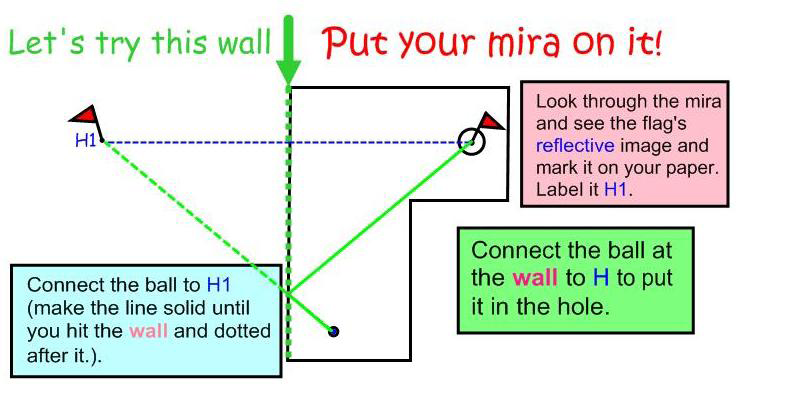 Let's try this wall
Put your mira on it!
H1
Look through the mira
and see the flag's
reflective image and
mark it on your paper.
Label it H1.
Connect the ball at
the wall to H to put
it in the hole.
Connect the ball to H1
(make the line solid until
you hit the wall and dotted
after it.).